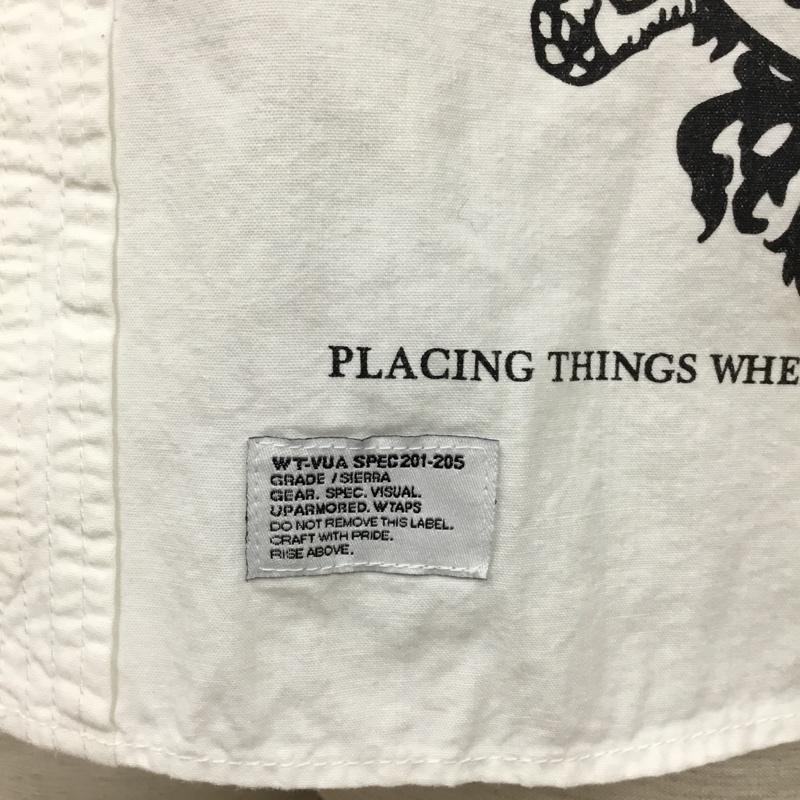 PLACING THINGS WHE
WT-VUA SPEC201-205
GRADE / SIERRA
GEAR. SPEC. VISUAL.
UPARMORED. WTAPS
DO NOT REMOVE THIS LABEL.
CRAFT WITH PRIDE.
RISE ABOVE.